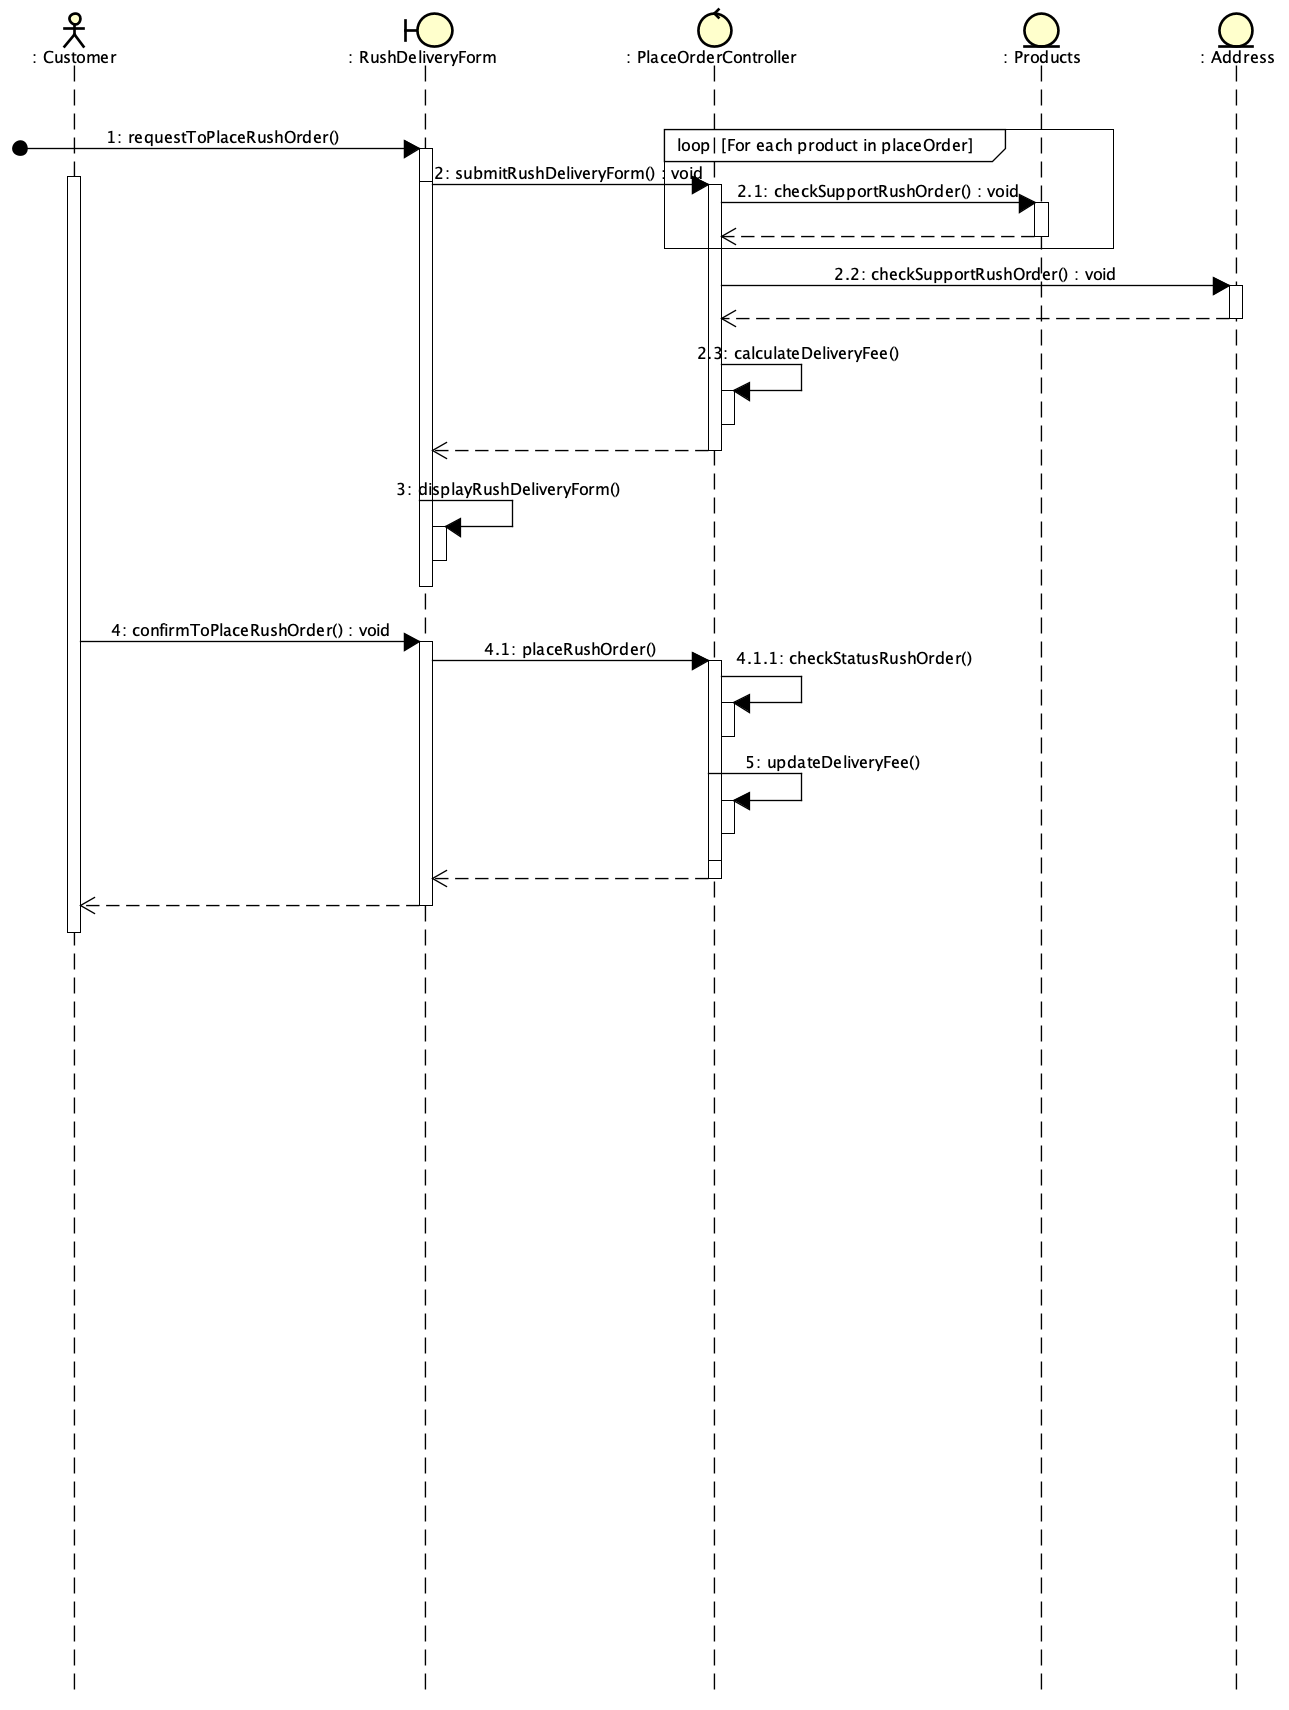 : Customer
: RushDeliveryForm
: PlaceOrderController
: Products
: Address
1: requestToPlaceRushOrder()
loop [For each product in placeOrder]
2: submitRushDeliveryForm() : void
2.1: checkSupportRushOrder() : void
2.2: checkSupportRushOrder() : void
2.3: calculateDeliveryFee()
3: displayRushDeliveryForm()
4: confirmToPlaceRushOrder() : void
4.1: placeRushOrder()
4.1.1: checkStatusRushOrder()
5: updateDeliveryFee()